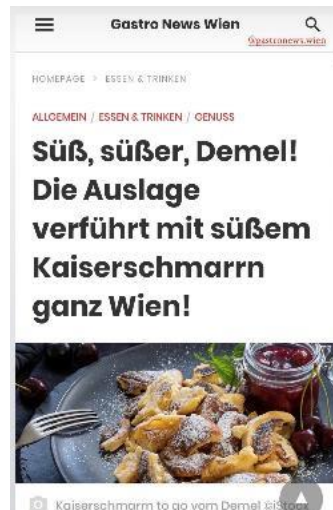 Gastro News Wien
@gastronews.wien
HOMEPAGE > ESSEN & TRINKEN
ALLGEMEIN / ESSEN & TRINKEN / GENUSS
Süß, süßer, Demel!
Die Auslage
verführt mit süßem
Kaiserschmarrn
ganz Wien!
Kaiserschmarrn to go vom Demel ©iStock